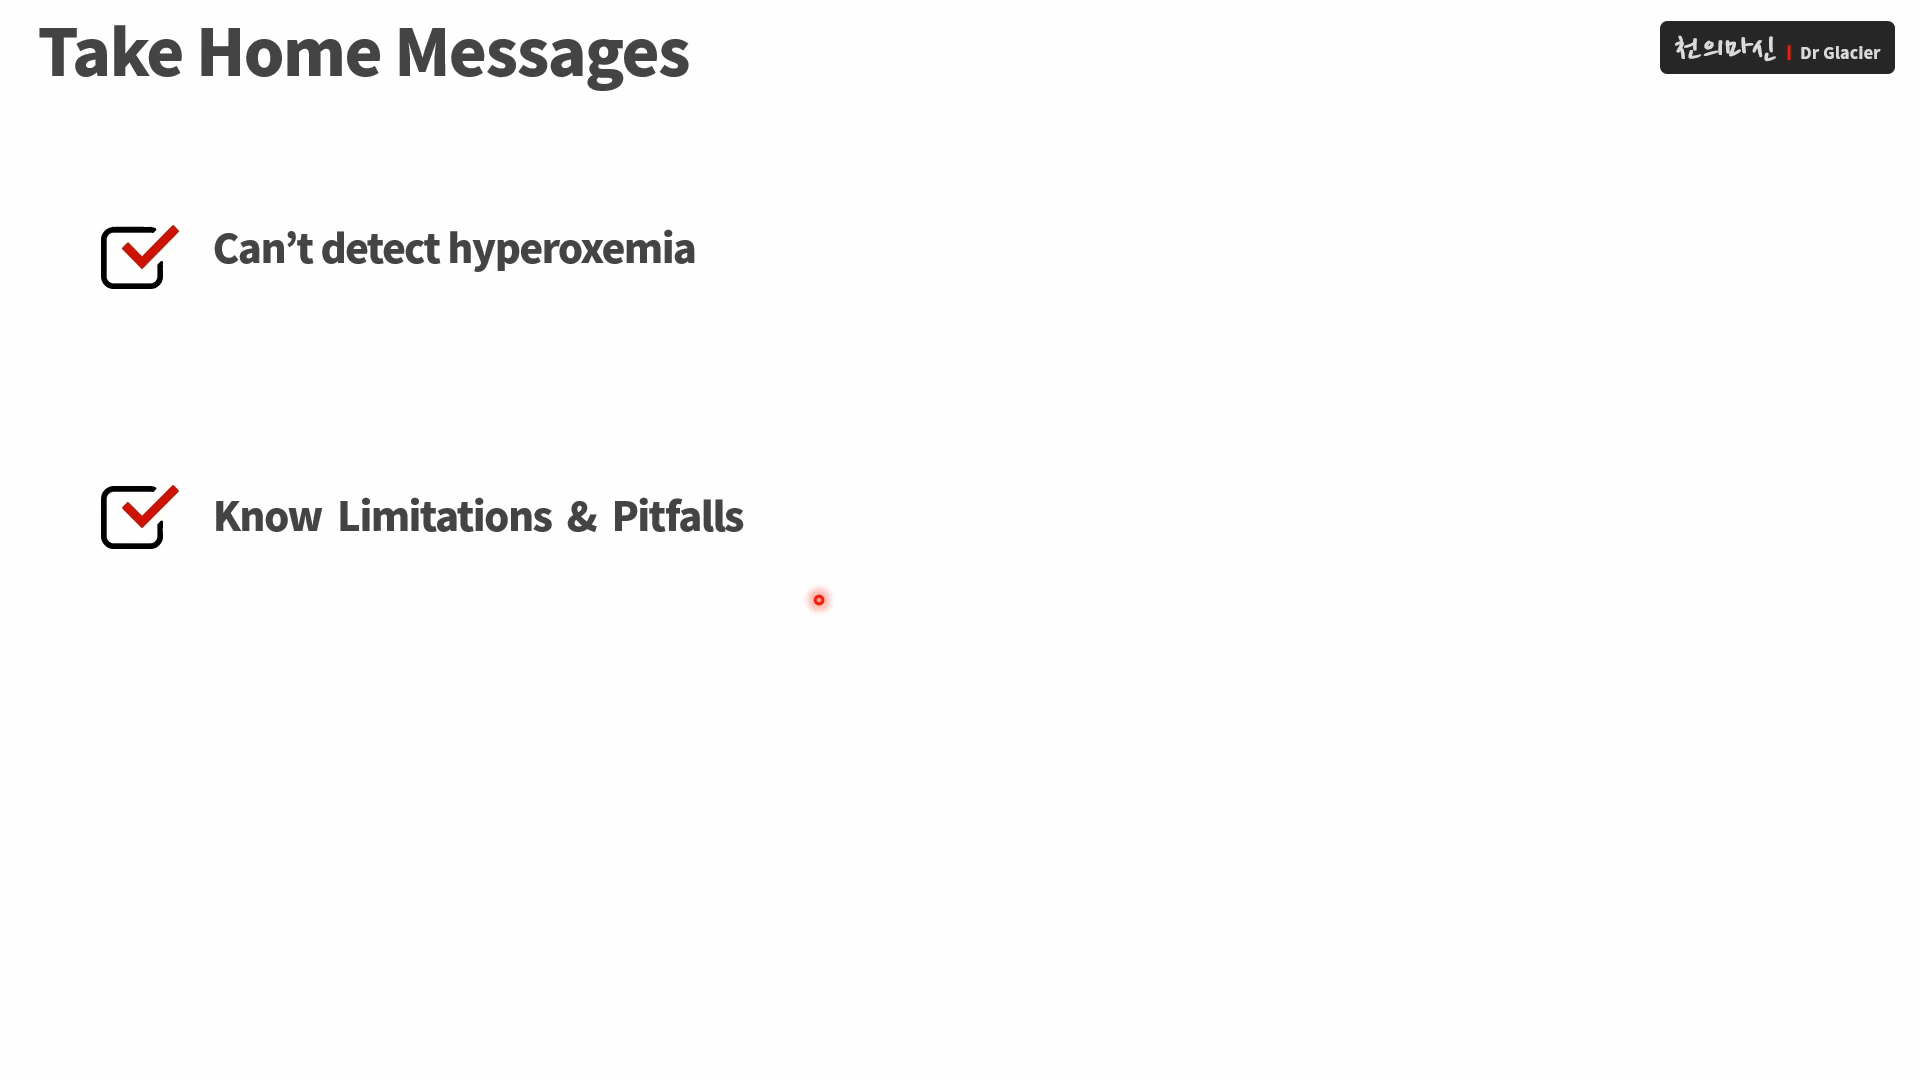 Take Home Messages
천의마신 | Dr Glacier
Can’t detect hyperoxemia
Know Limitations & Pitfalls